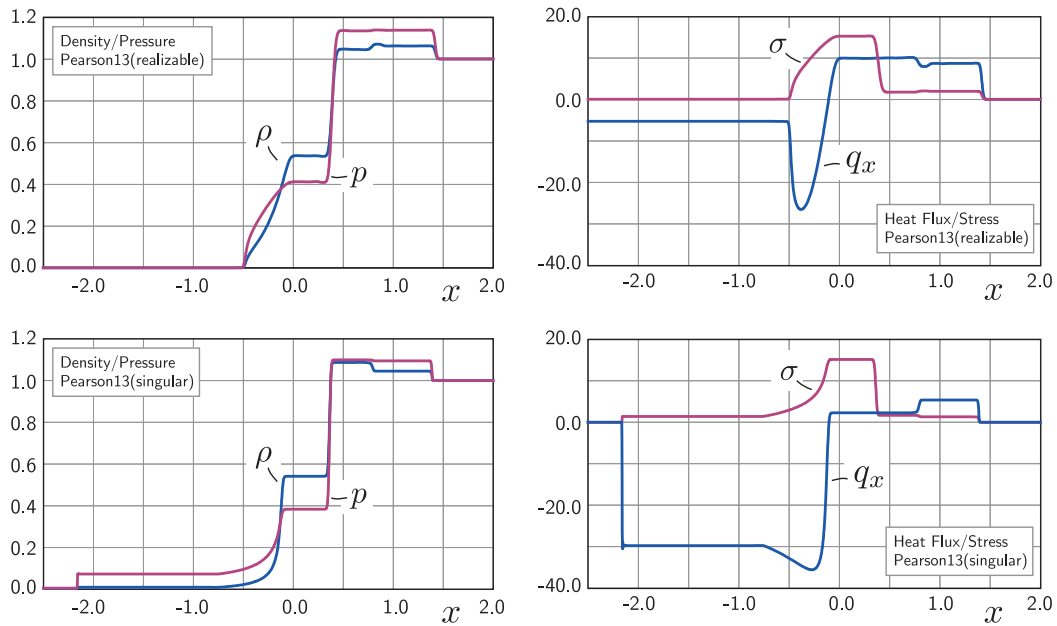 1.2
1.0
0.8
0.6
0.4
0.2
0.0
Density/Pressure
Pearson13(realizable)
ρ
p
-2.0 -1.0 0.0 1.0 2.0
x
20.0
0.0
-20.0
-40.0
σ
q_x
Heat Flux/Stress
Pearson13(realizable)
-2.0 -1.0 0.0 1.0 2.0
x
1.2
1.0
0.8
0.6
0.4
0.2
0.0
Density/Pressure
Pearson13(singular)
ρ
p
-2.0 -1.0 0.0 1.0 2.0
x
20.0
0.0
-20.0
-40.0
σ
q_x
Heat Flux/Stress
Pearson13(singular)
-2.0 -1.0 0.0 1.0 2.0
x